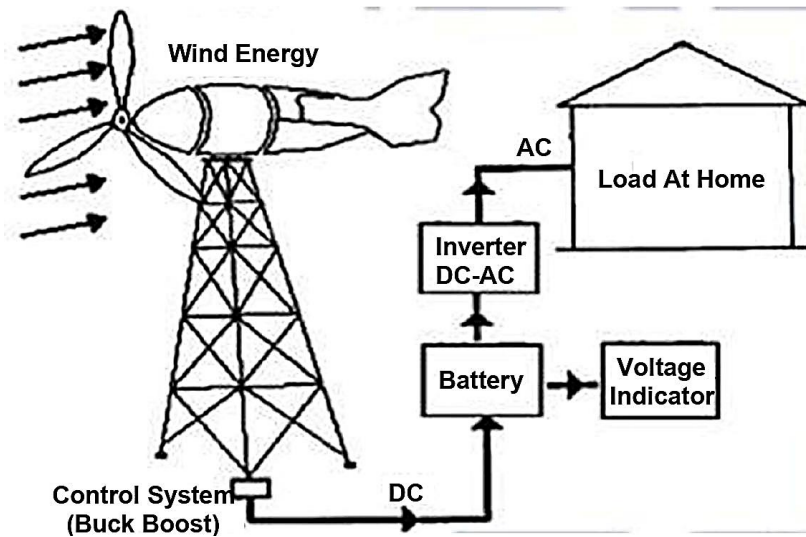 Wind Energy
AC
Load At Home
Inverter
DC-AC
Battery
Voltage
Indicator
Control System
(Buck Boost)
DC